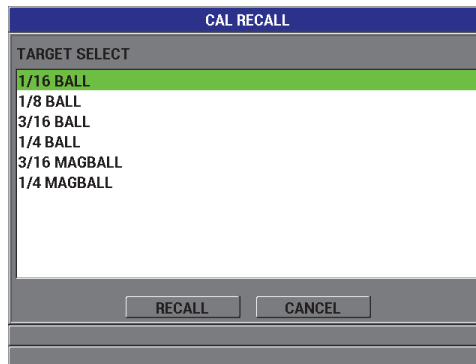 CAL RECALL
TARGET SELECT
1/16 BALL
1/8 BALL
3/16 BALL
1/4 BALL
3/16 MAGBALL
1/4 MAGBALL
RECALL CANCEL